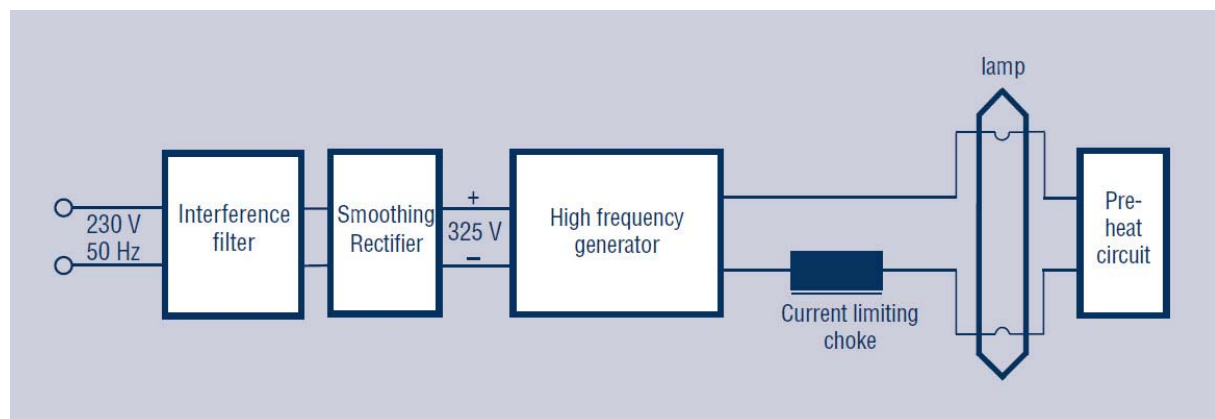 230 V
50 Hz
Interference
filter
Smoothing
Rectifier
+
325 V
−
High frequency
generator
Current limiting
choke
lamp
Pre-
heat
circuit